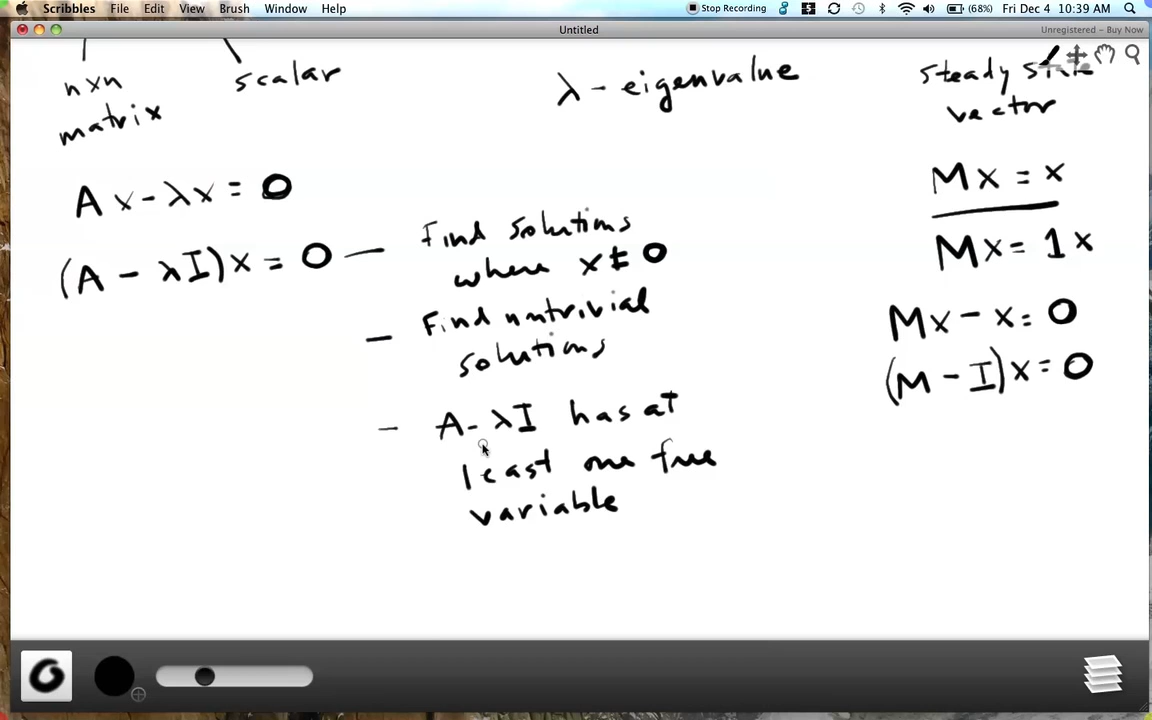 Scribbles File Edit View Brush Window Help Stop Recording (68%) Fri Dec 4 10:39 AM
Untitled
Unregistered – Buy Now
n×n
matrix
scalar
λ – eigenvalue
steady state
vector
Ax - λx = 0
(A - λI)x = 0 — Find solutions
where x ≠ 0
– Find nontrivial
solutions
– A - λI has at
least one free
variable
Mx = x
Mx = 1x
Mx - x = 0
(M - I)x = 0